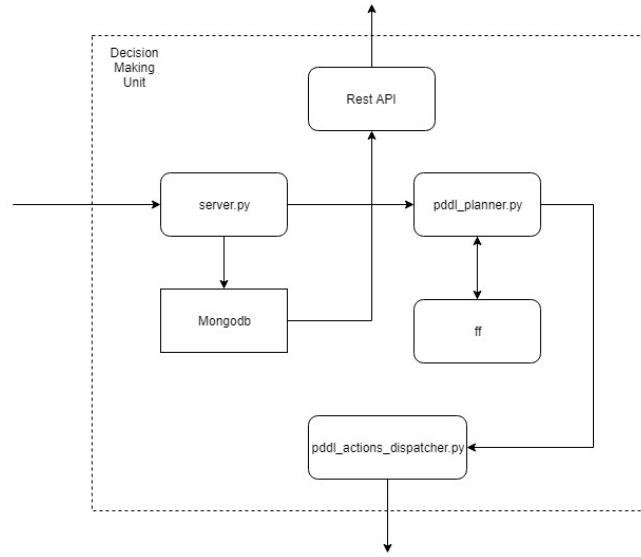 Decision
Making
Unit
Rest API
server.py
pddl_planner.py
Mongodb
ff
pddl_actions_dispatcher.py